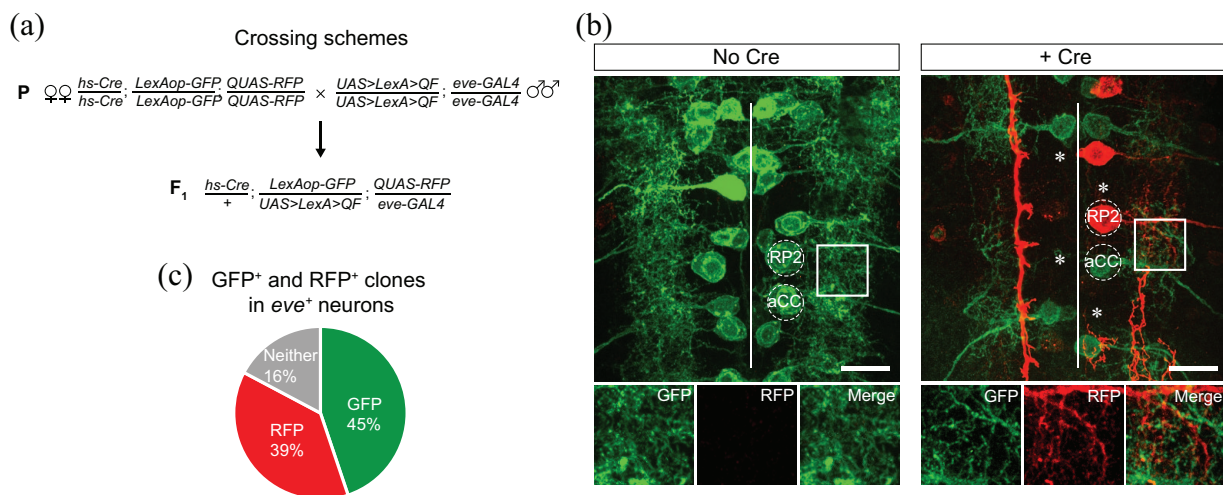 (a)
Crossing schemes
P ♀♀ hs-Cre/hs-Cre ; LexAop-GFP/LexAop-GFP ; QUAS-RFP/QUAS-RFP × UAS>LexA>QF/UAS>LexA>QF ; eve-GAL4/eve-GAL4 ♂♂
F₁ hs-Cre/+ ; LexAop-GFP/UAS>LexA>QF ; QUAS-RFP/eve-GAL4
(b)
No Cre
RP2
aCC
GFP
RFP
Merge
+ Cre
*
*
RP2
*
aCC
*
GFP
RFP
Merge
(c)
GFP⁺ and RFP⁺ clones
in eve⁺ neurons
Neither
16%
GFP
45%
RFP
39%